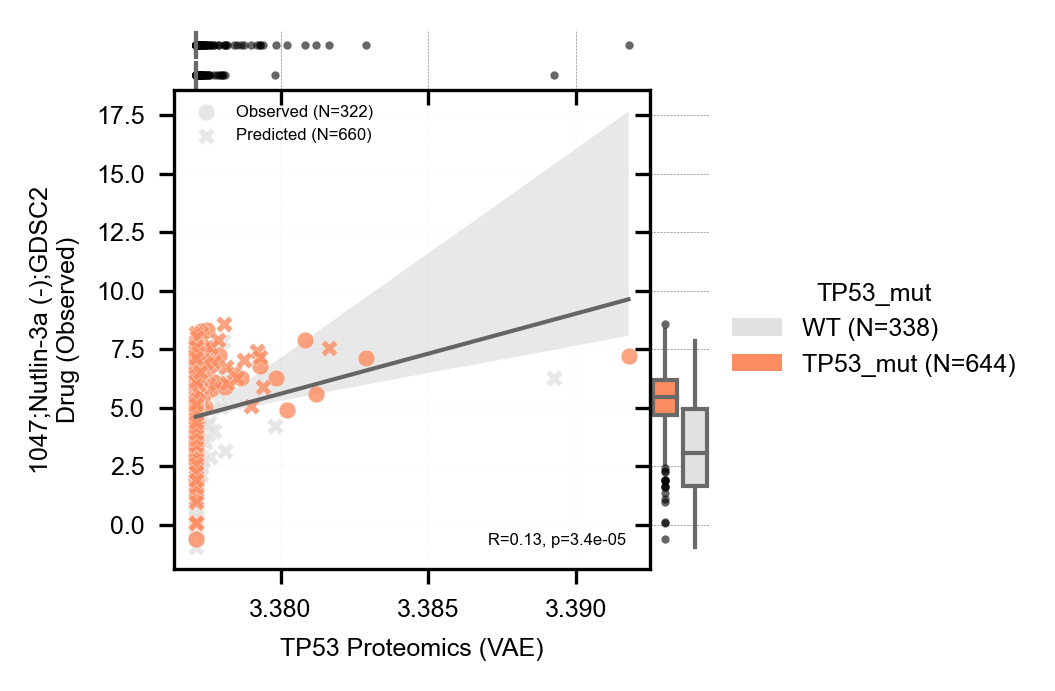 Observed (N=322)
Predicted (N=660)
17.5
15.0
12.5
10.0
7.5
5.0
2.5
0.0
1047;Nutlin-3a (-);GDSC2
Drug (Observed)
R=0.13, p=3.4e-05
3.380
3.385
3.390
TP53 Proteomics (VAE)
TP53_mut
WT (N=338)
TP53_mut (N=644)